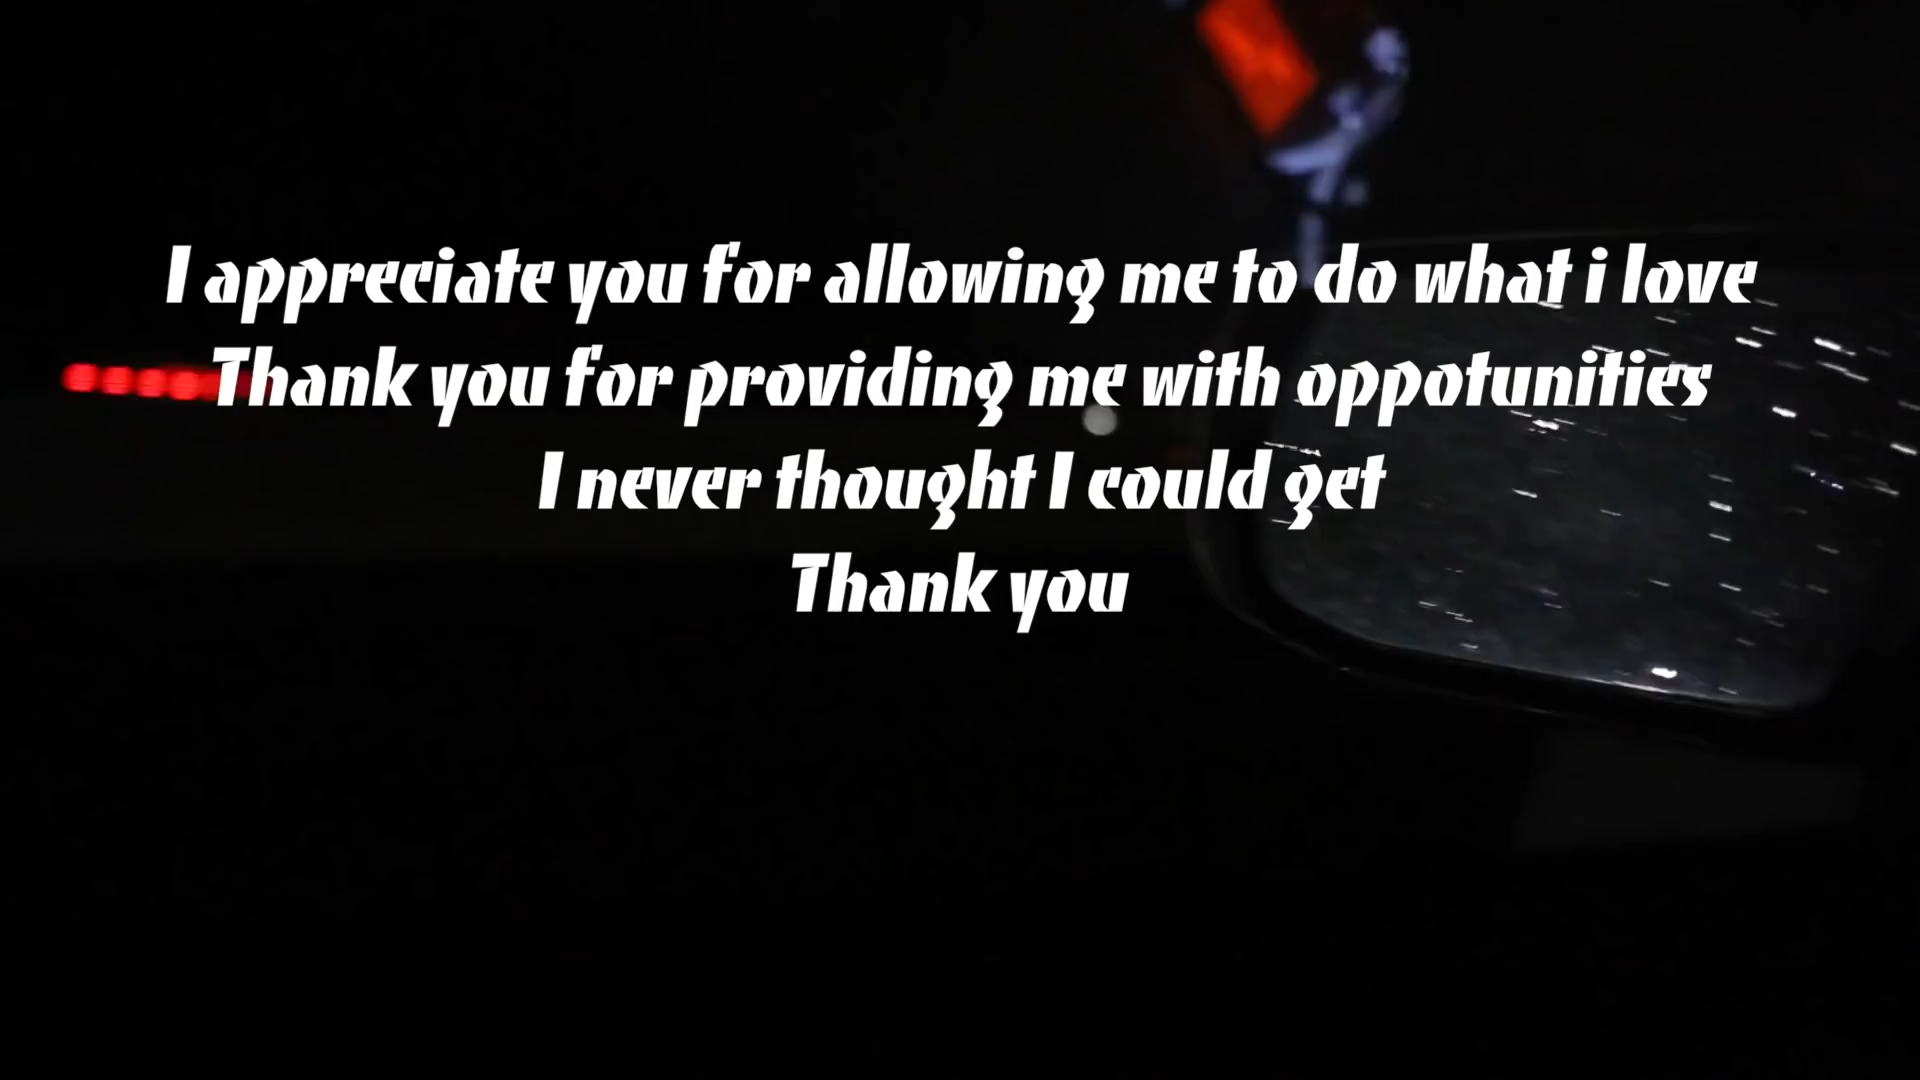 I appreciate you for allowing me to do what i love
Thank you for providing me with oppotunities
I never thought I could get
Thank you